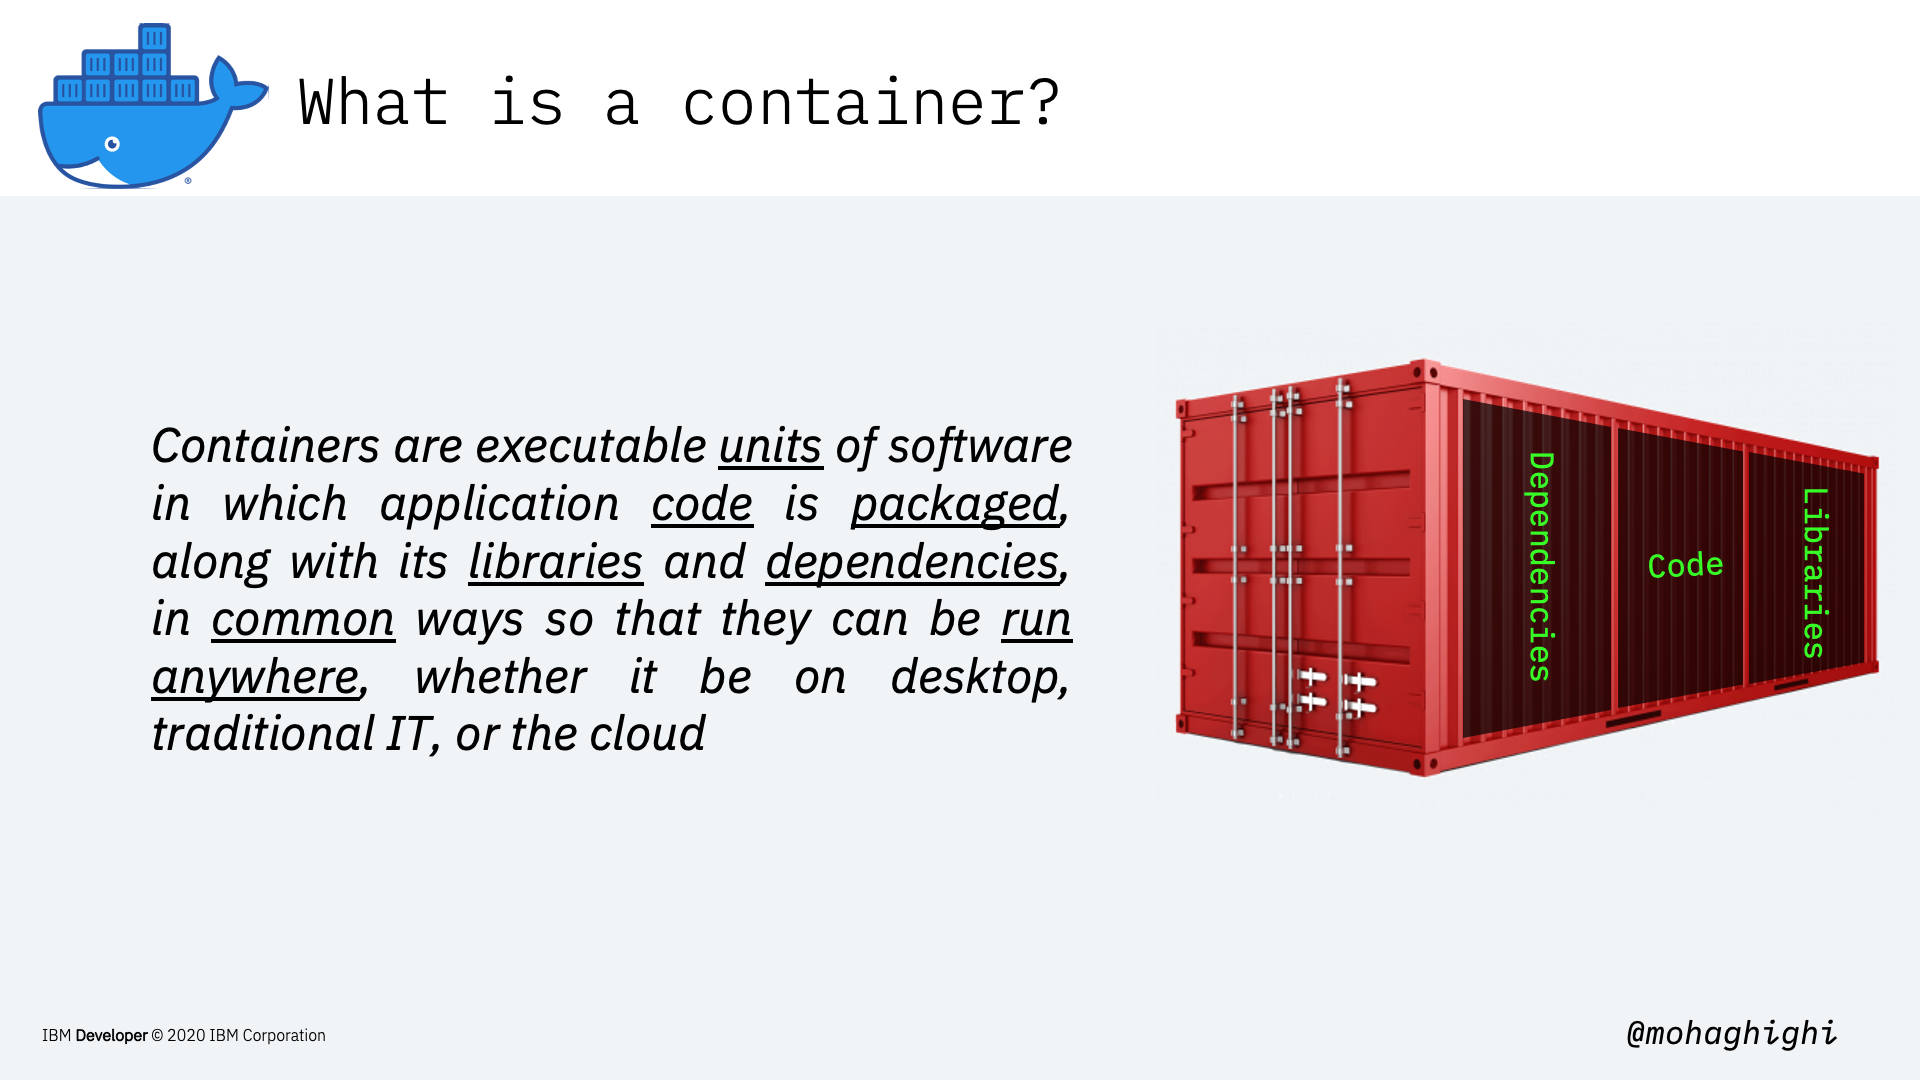 What is a container?
Containers are executable units of software
in which application code is packaged,
along with its libraries and dependencies,
in common ways so that they can be run
anywhere, whether it be on desktop,
traditional IT, or the cloud
Dependencies
Code
Libraries
IBM Developer © 2020 IBM Corporation
@mohaghighi